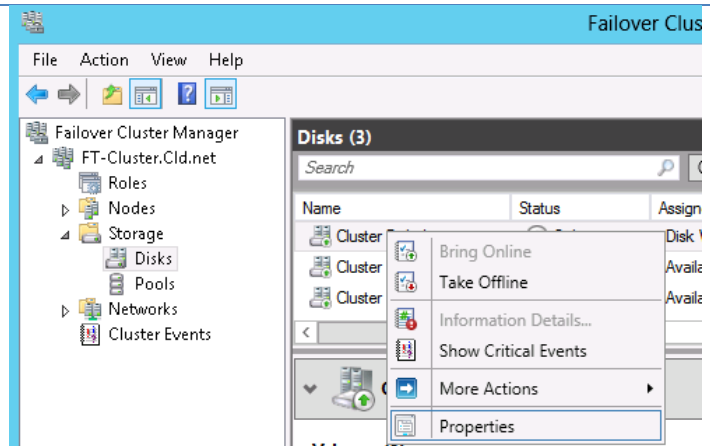 Failover Clus
File Action View Help
Failover Cluster Manager
FT-Cluster.Cld.net
Roles
Nodes
Storage
Disks
Pools
Networks
Cluster Events
Disks (3)
Search
Name Status Assign
Cluster Disk
Cluster Availa
Cluster Availa
Bring Online
Take Offline
Information Details...
Show Critical Events
More Actions
Properties